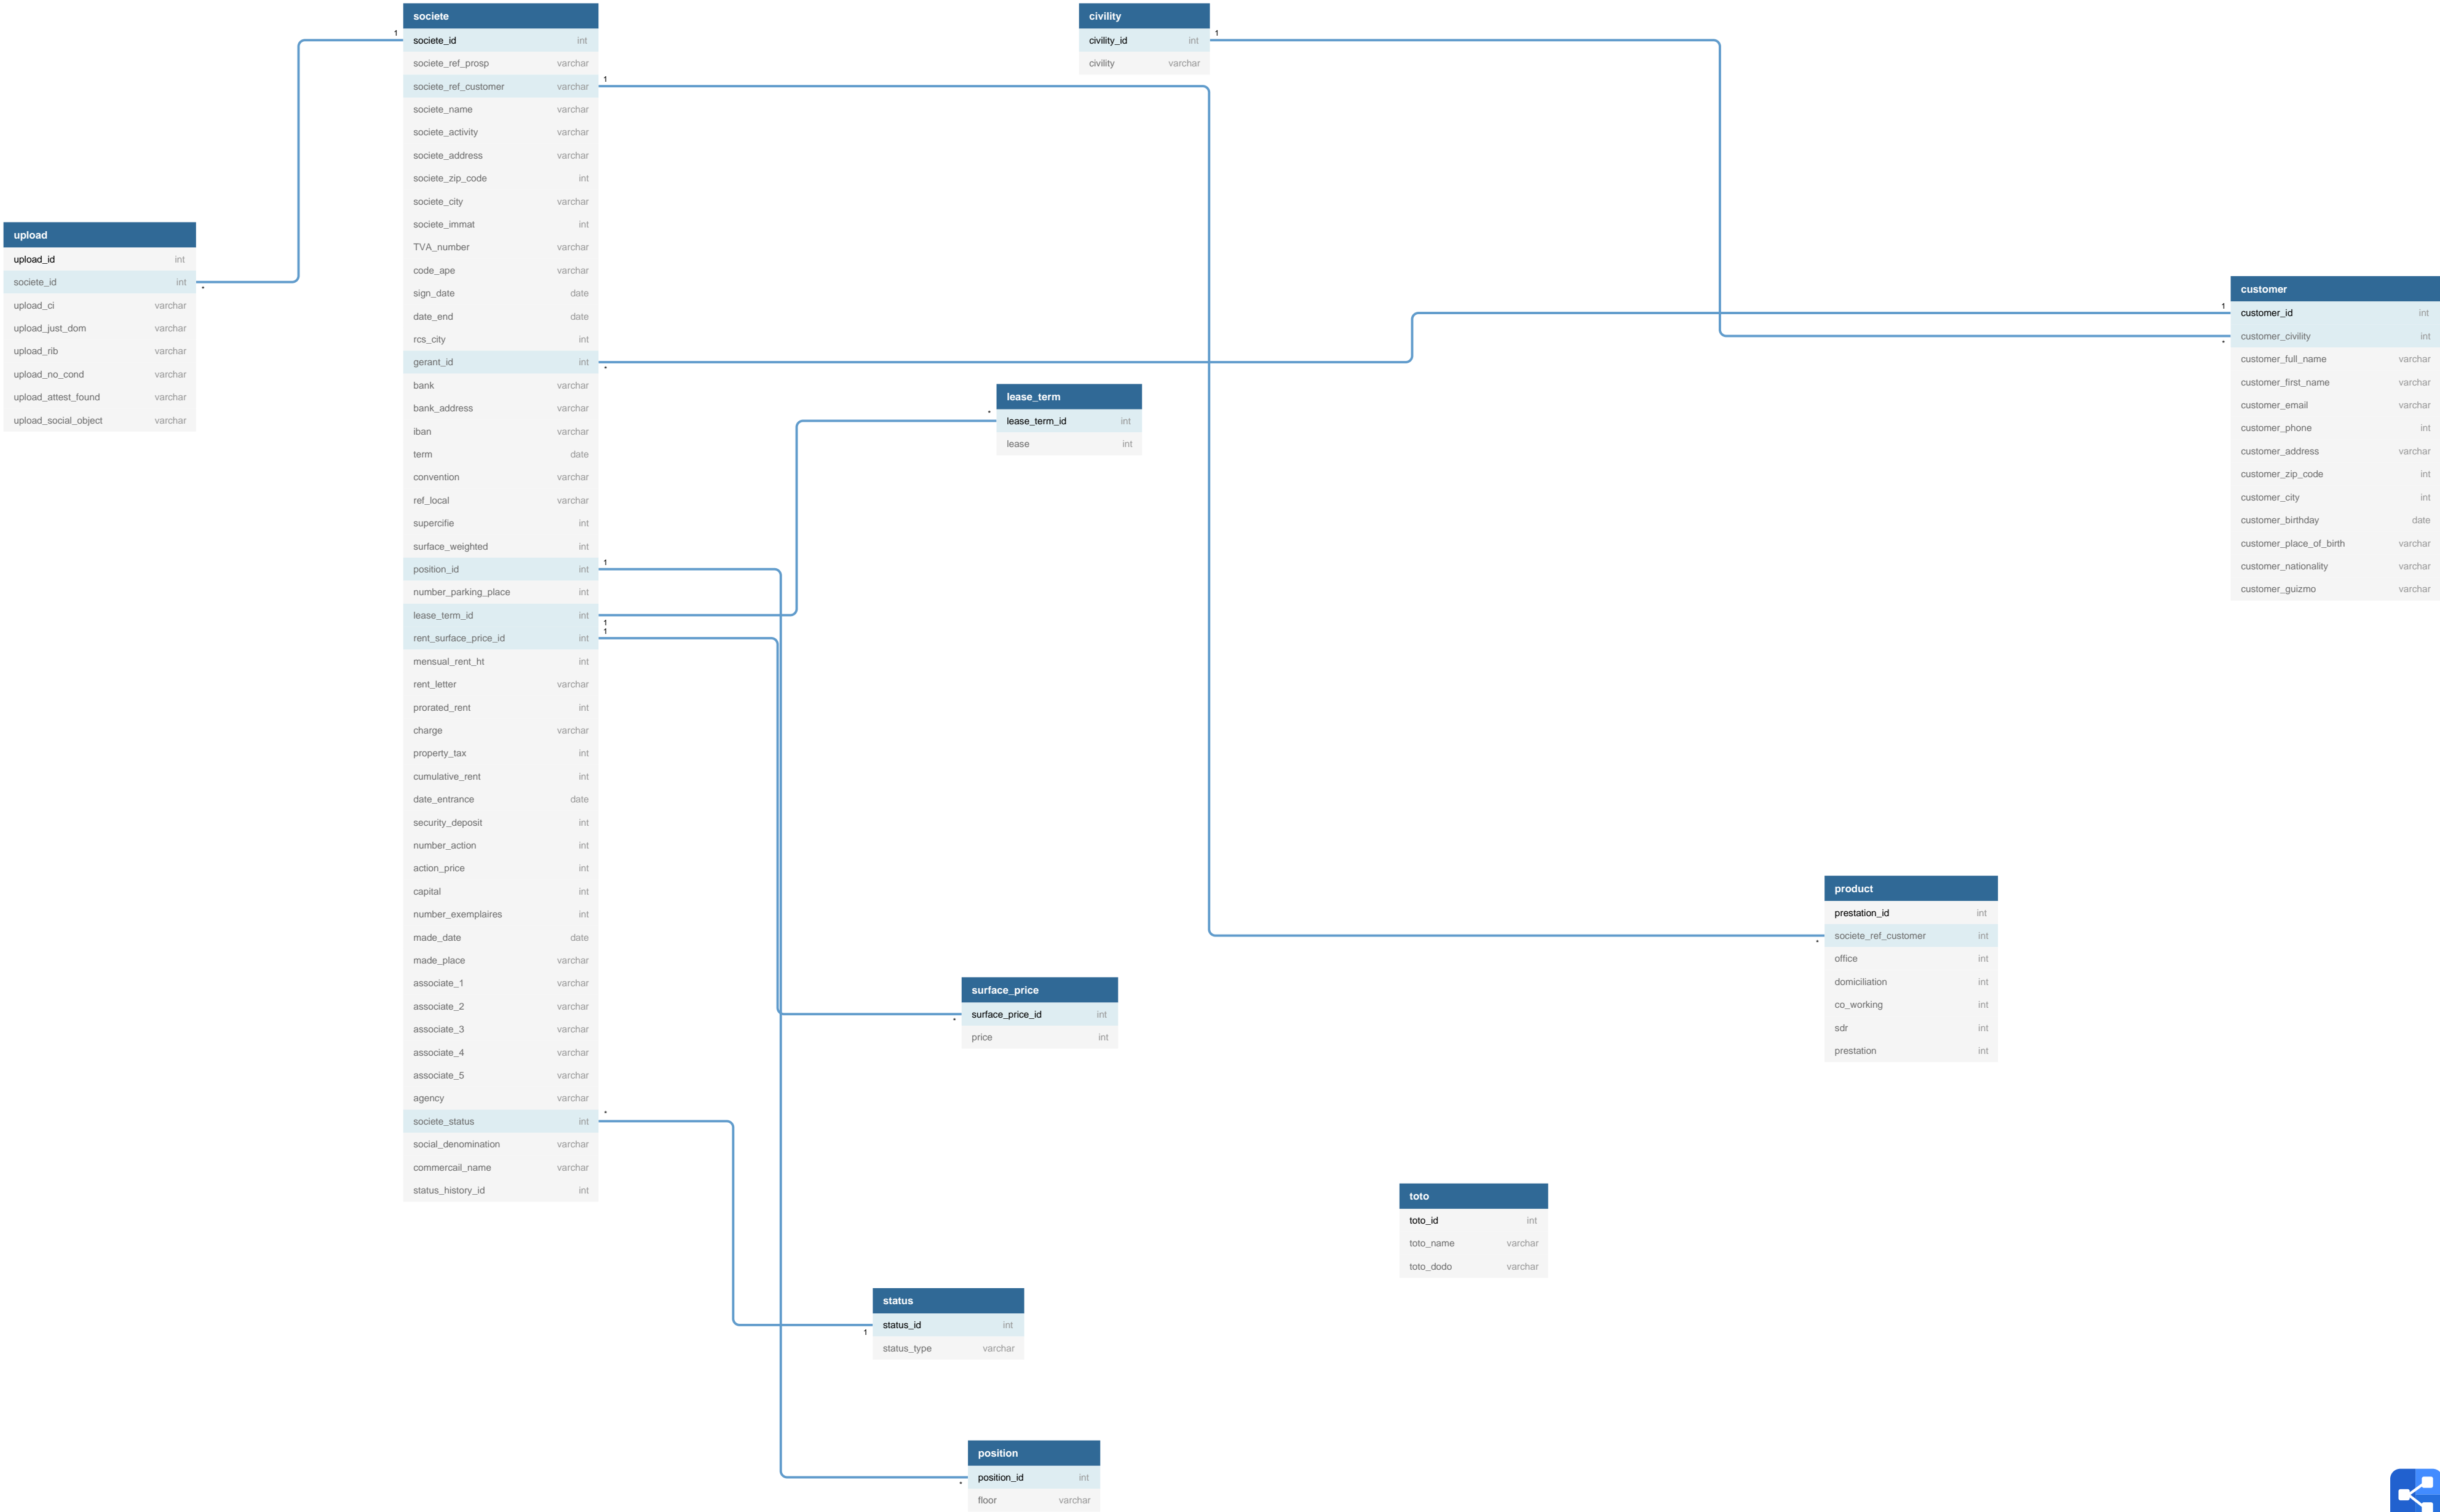 societe
1
societe_id int
societe_ref_prosp varchar
societe_ref_customer varchar
1
societe_name varchar
societe_activity varchar
societe_address varchar
societe_zip_code int
societe_city varchar
societe_immat int
TVA_number varchar
code_ape varchar
sign_date date
date_end date
rcs_city int
gerant_id int
*
bank varchar
bank_address varchar
iban varchar
term date
convention varchar
ref_local varchar
supercifie int
surface_weighted int
position_id int
1
number_parking_place int
lease_term_id int
1
rent_surface_price_id int
1
mensual_rent_ht int
rent_letter varchar
prorated_rent int
charge varchar
property_tax int
cumulative_rent int
date_entrance date
security_deposit int
number_action int
action_price int
capital int
number_exemplaires int
made_date date
made_place varchar
associate_1 varchar
associate_2 varchar
associate_3 varchar
associate_4 varchar
associate_5 varchar
agency varchar
societe_status int
*
social_denomination varchar
commercail_name varchar
status_history_id int
civility
civility_id int
1
civility varchar
upload
upload_id int
societe_id int
*
upload_ci varchar
upload_just_dom varchar
upload_rib varchar
upload_no_cond varchar
upload_attest_found varchar
upload_social_object varchar
customer
1
customer_id int
customer_civility int
*
customer_full_name varchar
customer_first_name varchar
customer_email varchar
customer_phone int
customer_address varchar
customer_zip_code int
customer_city int
customer_birthday date
customer_place_of_birth varchar
customer_nationality varchar
customer_guizmo varchar
lease_term
*
lease_term_id int
lease int
product
prestation_id int
societe_ref_customer int
*
office int
domiciliation int
co_working int
sdr int
prestation int
surface_price
surface_price_id int
*
price int
toto
toto_id int
toto_name varchar
toto_dodo varchar
status
status_id int
1
status_type varchar
position
position_id int
*
floor varchar